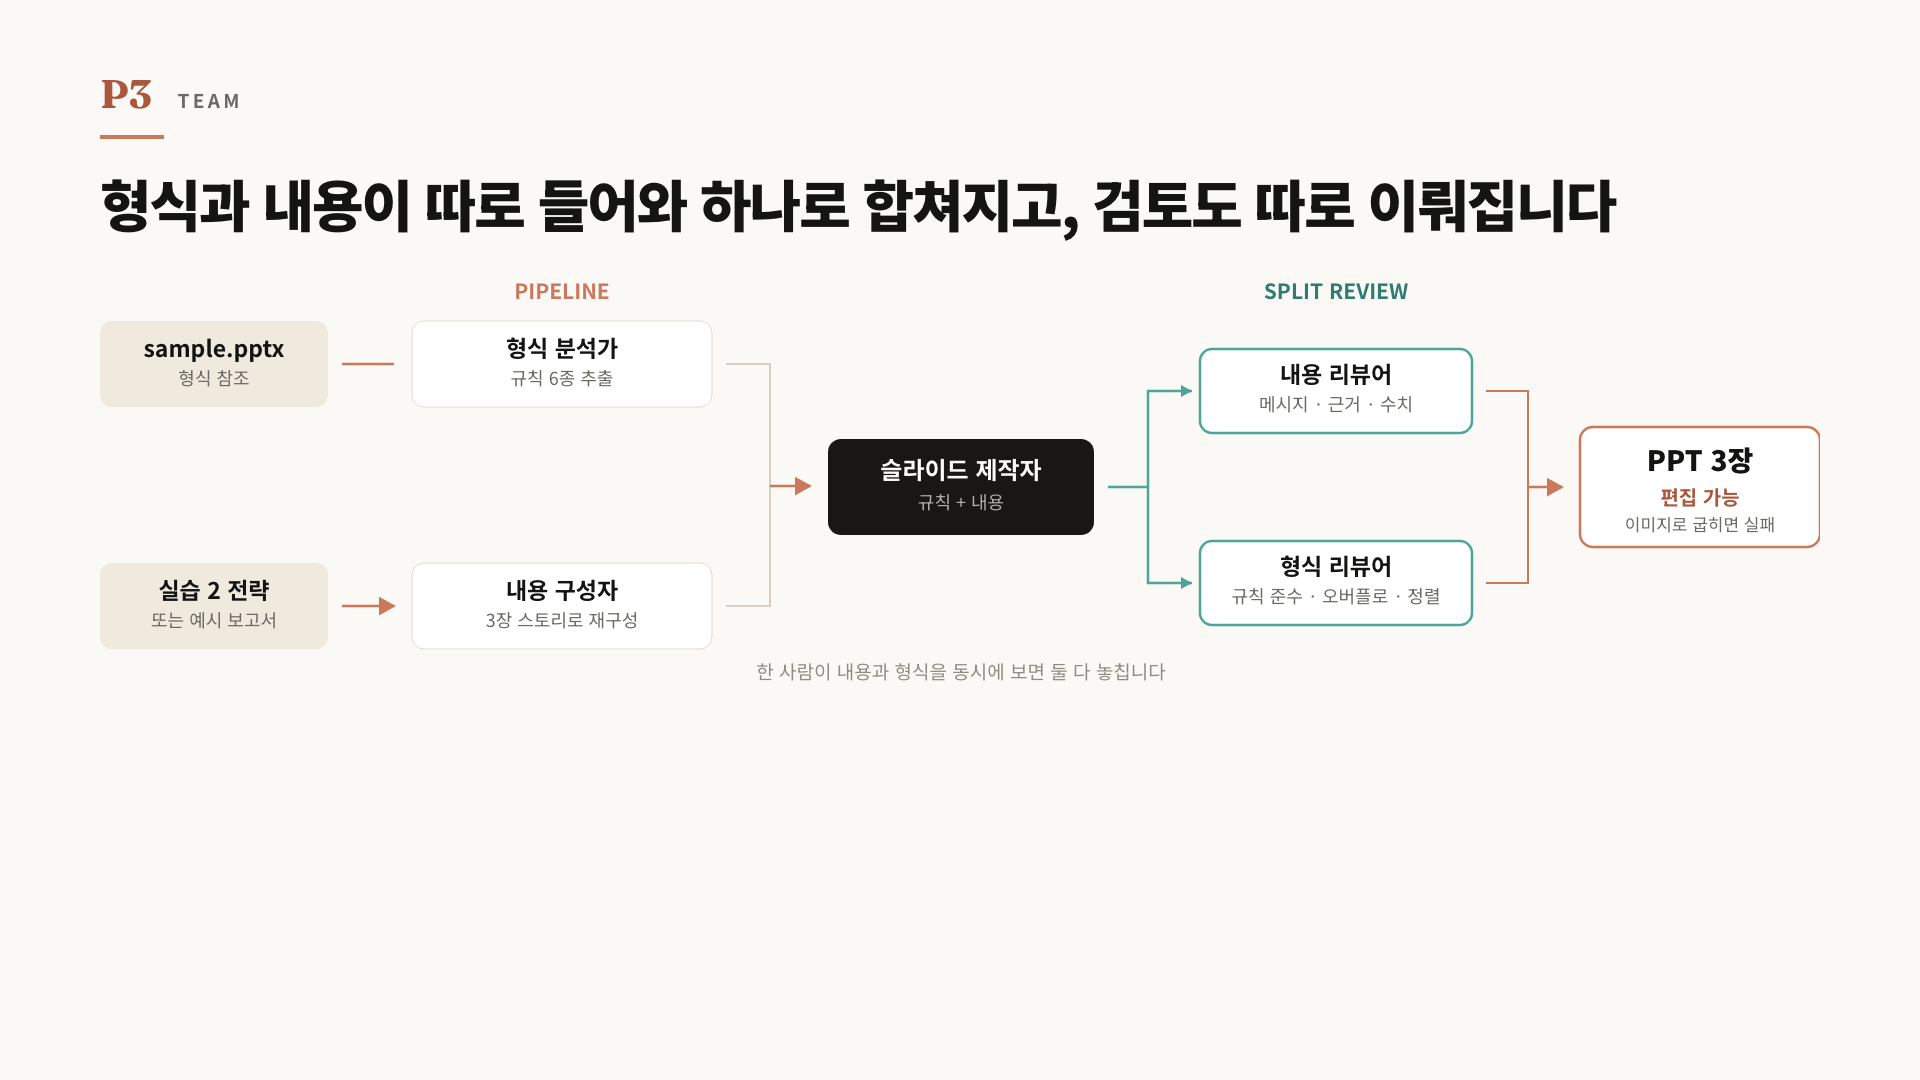 P3 TEAM
형식과 내용이 따로 들어와 하나로 합쳐지고, 검토도 따로 이뤄집니다
PIPELINE
SPLIT REVIEW
sample.pptx
형식 참조
형식 분석가
규칙 6종 추출
실습 2 전략
또는 예시 보고서
내용 구성자
3장 스토리로 재구성
슬라이드 제작자
규칙 + 내용
내용 리뷰어
메시지 · 근거 · 수치
형식 리뷰어
규칙 준수 · 오버플로 · 정렬
PPT 3장
편집 가능
이미지로 굽히면 실패
한 사람이 내용과 형식을 동시에 보면 둘 다 놓칩니다